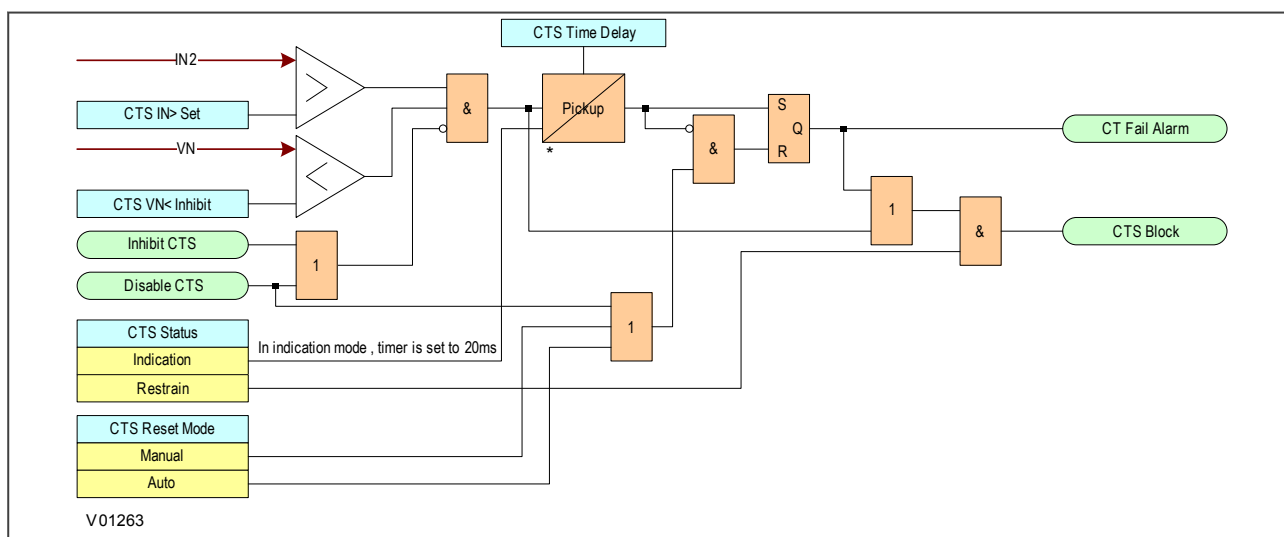 CTS Time Delay
IN2
CTS IN> Set
>
&
Pickup
*
S
Q
R
CT Fail Alarm
VN
<
&
CTS VN< Inhibit
1
&
CTS Block
Inhibit CTS
1
Disable CTS
CTS Status
1
Indication
In indication mode , timer is set to 20ms
Restrain
CTS Reset Mode
Manual
Auto
V01263